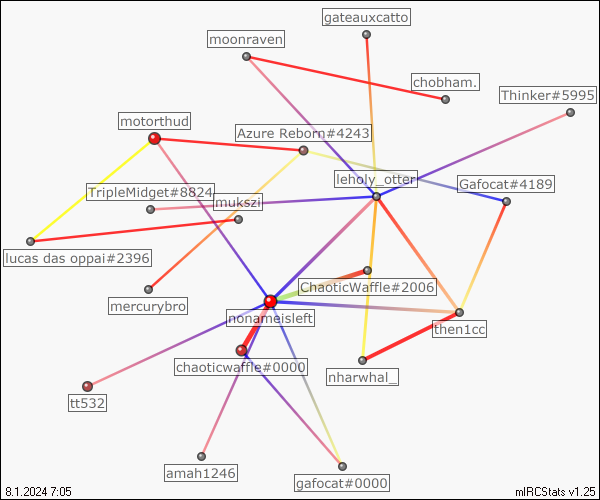 gateauxcatto
moonraven
chobham.
Thinker#5995
motorthud
Azure Reborn#4243
leholy_otter
Gafocat#4189
TripleMidget#8824
mukszi
lucas das oppai#2396
ChaoticWaffle#2006
mercurybro
nonameisleft
then1cc
chaoticwaffle#0000
nharwhal_
tt532
amah1246
gafocat#0000
8.1.2024 7:05
mIRCStats v1.25